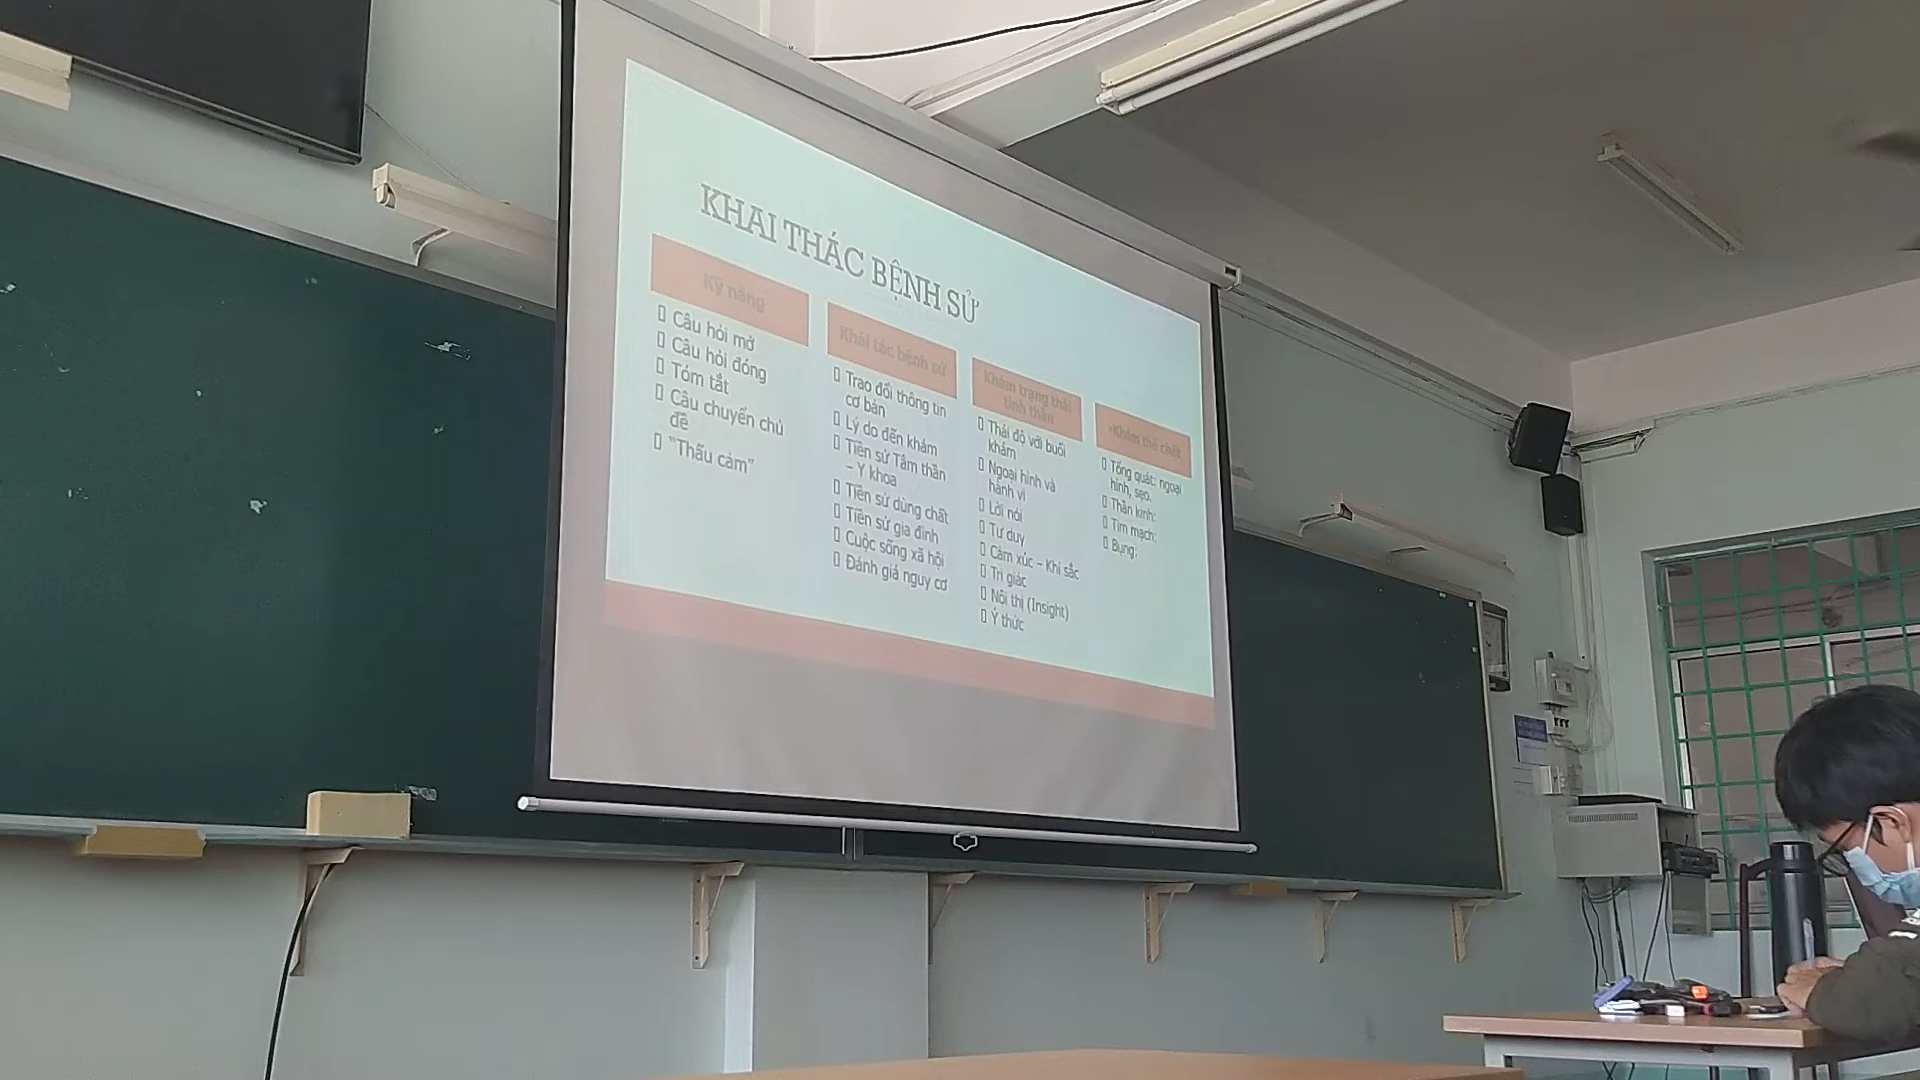 KHAI THÁC BỆNH SỬ
Kỹ năng
Câu hỏi mở
Câu hỏi đóng
Tóm tắt
Câu chuyển chủ
đề
"Thấu cảm"
Khái tác bệnh sử
Trao đổi thông tin
cơ bản
Lý do đến khám
Tiền sử Tâm thần
– Y khoa
Tiền sử dùng chất
Tiền sử gia đình
Cuộc sống xã hội
Đánh giá nguy cơ
Khám trạng thái
tinh thần
Thái độ với buổi
khám
Ngoại hình và
hành vi
Lời nói
Tư duy
Cảm xúc – Khí sắc
Tri giác
Nội thị (Insight)
Ý thức
•Khám thể chất
Tổng quát: ngoại
hình, sẹo.
Thần kinh:
Tim mạch:
Bụng: